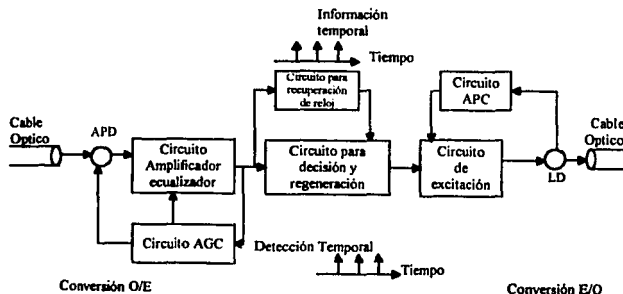 Información
temporal
Tiempo
Circuito para
recuperación
de reloj
Circuito
APC
Cable
Optico
APD
Circuito
Amplificador
ecualizador
Circuito para
decisión y
regeneración
Circuito
de
excitación
LD
Cable
Optico
Circuito AGC
Detección Temporal
Tiempo
Conversión O/E
Conversión E/O